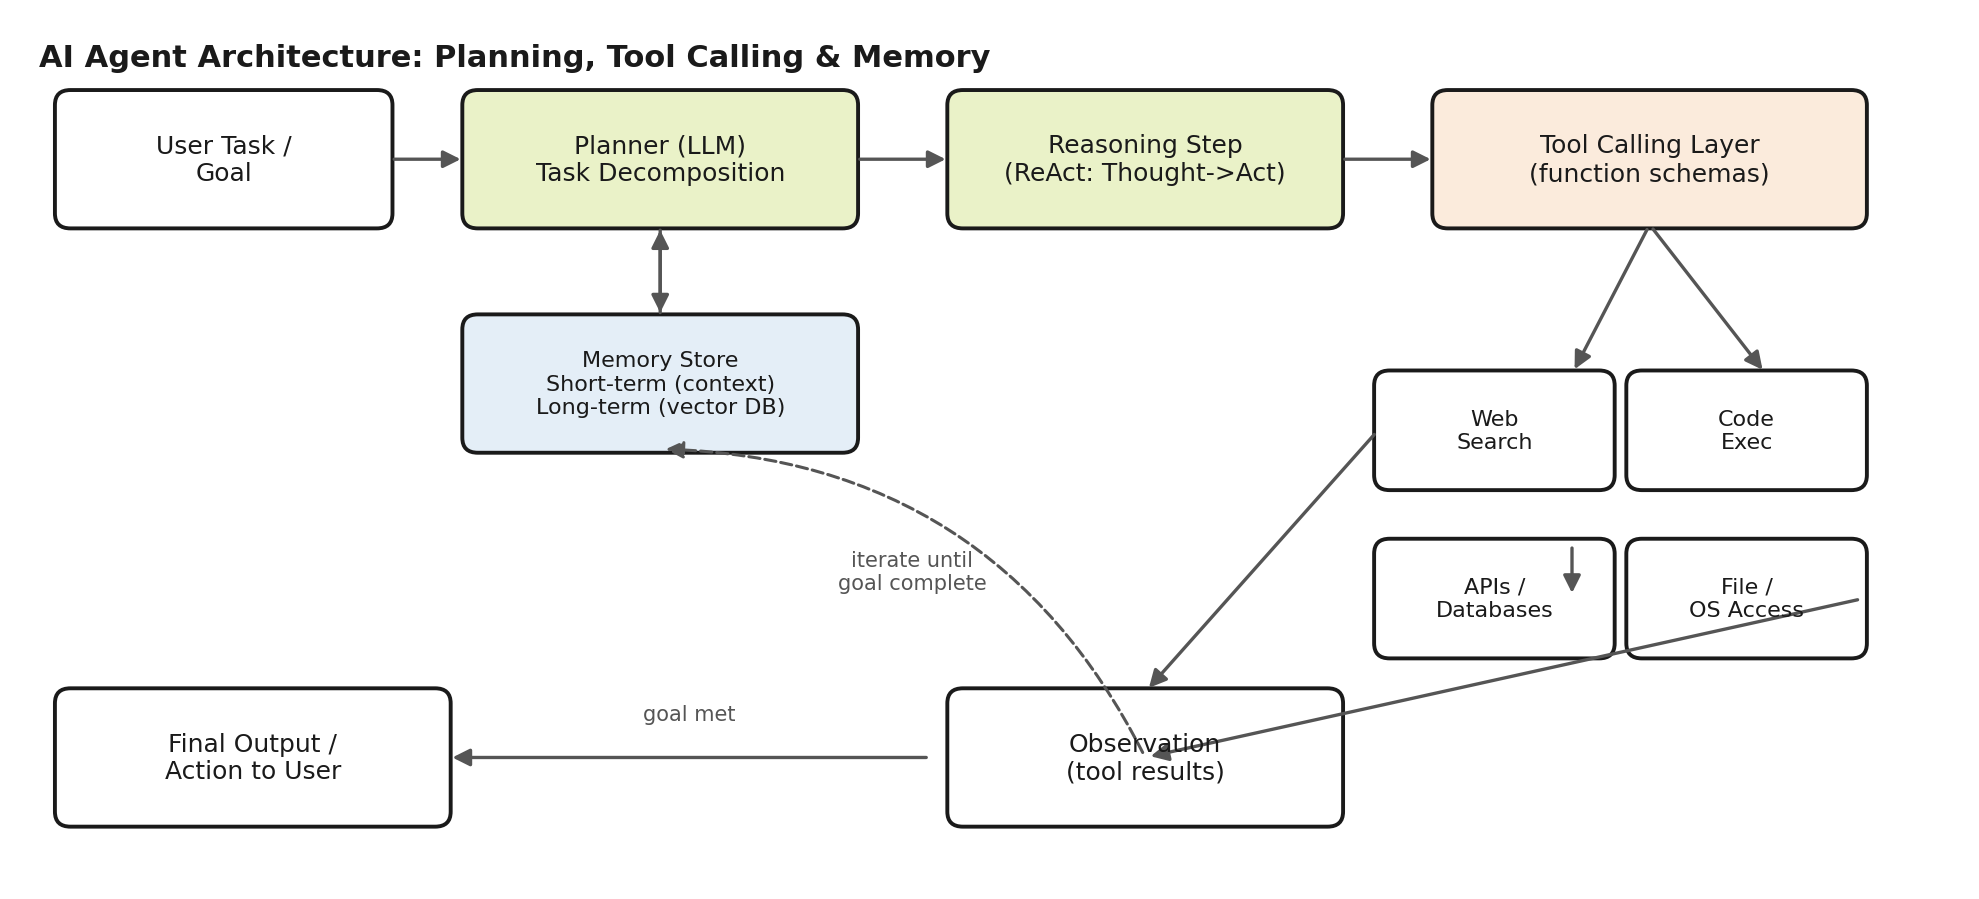 AI Agent Architecture: Planning, Tool Calling & Memory
User Task /
Goal
Planner (LLM)
Task Decomposition
Reasoning Step
(ReAct: Thought->Act)
Tool Calling Layer
(function schemas)
Memory Store
Short-term (context)
Long-term (vector DB)
Web
Search
Code
Exec
iterate until
goal complete
APIs /
Databases
File /
OS Access
Final Output /
Action to User
goal met
Observation
(tool results)